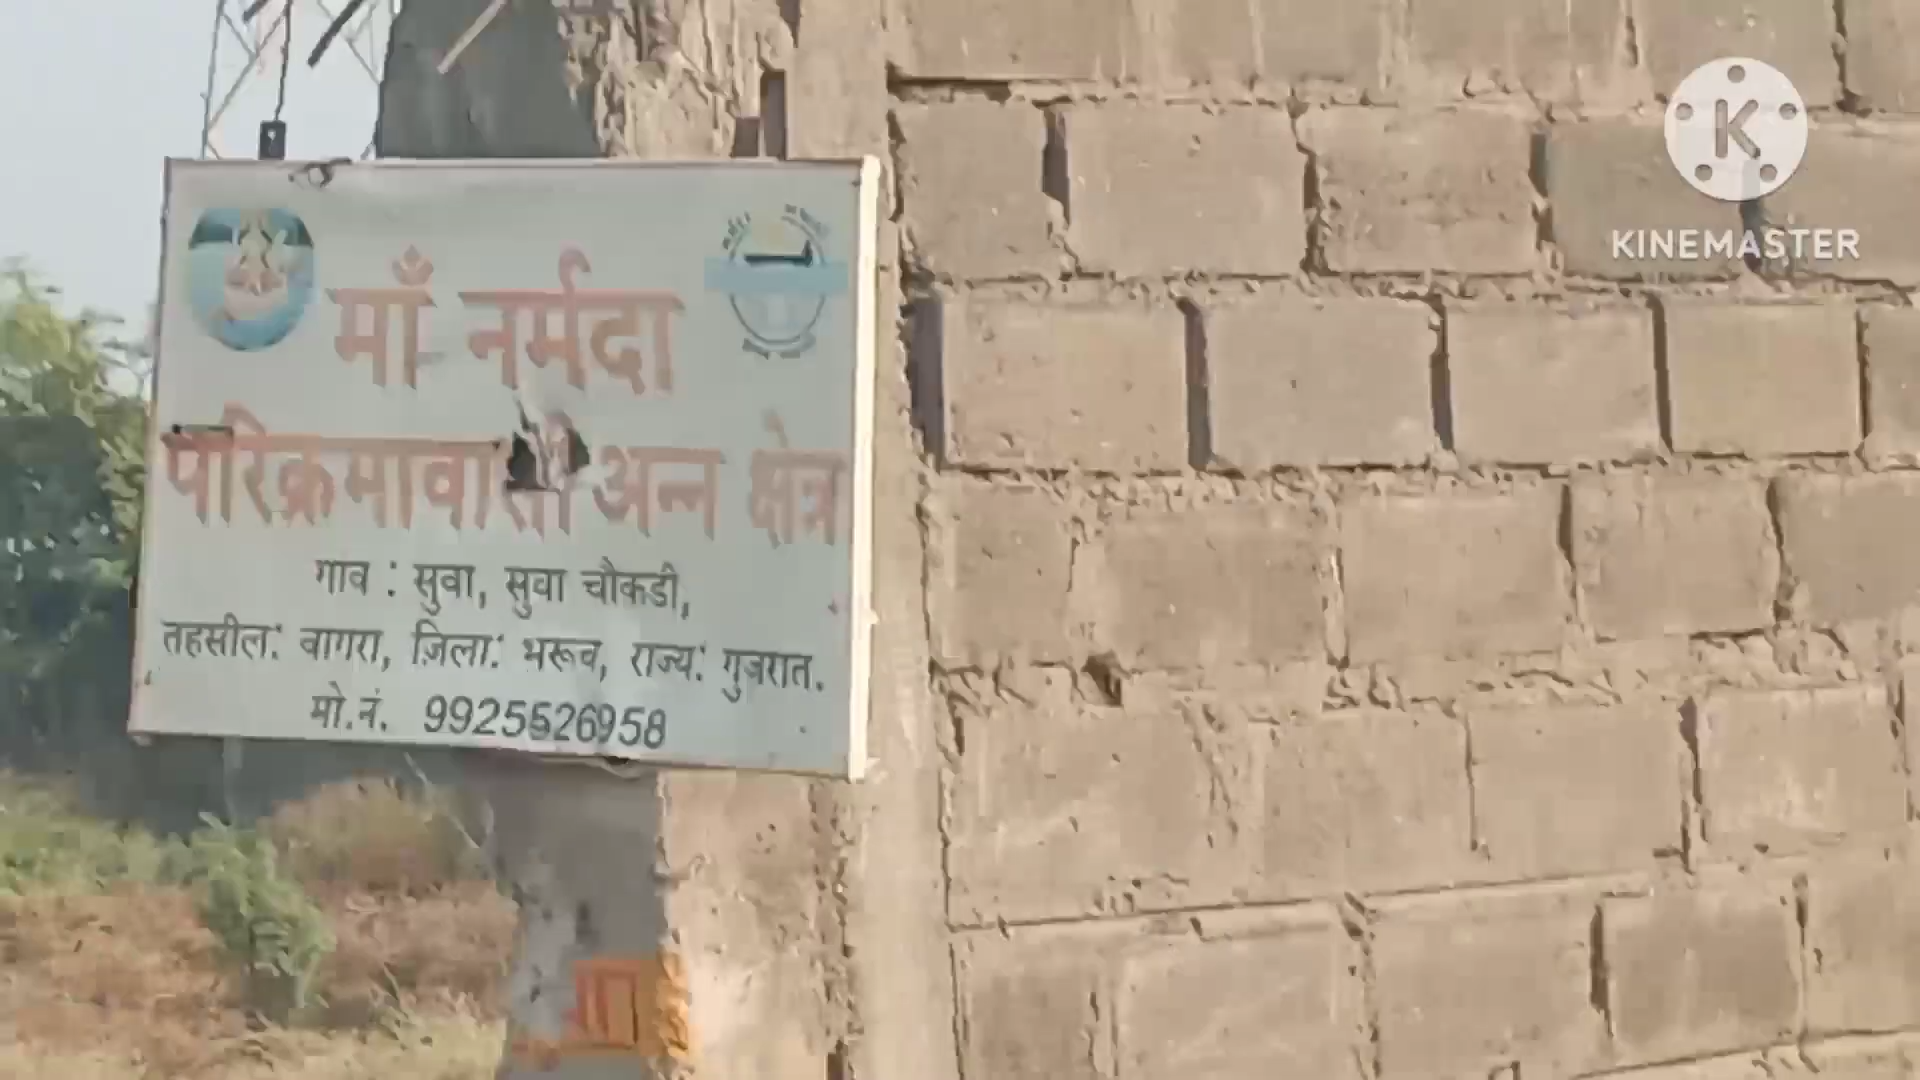 माँ नर्मदा
परिक्रमावासी अन्न क्षेत्र
गाव : सुवा, सुवा चौकडी,
तहसील: वागरा, ज़िला: भरूच, राज्य: गुजरात.
मो.नं. 9925526958
K
KINEMASTER